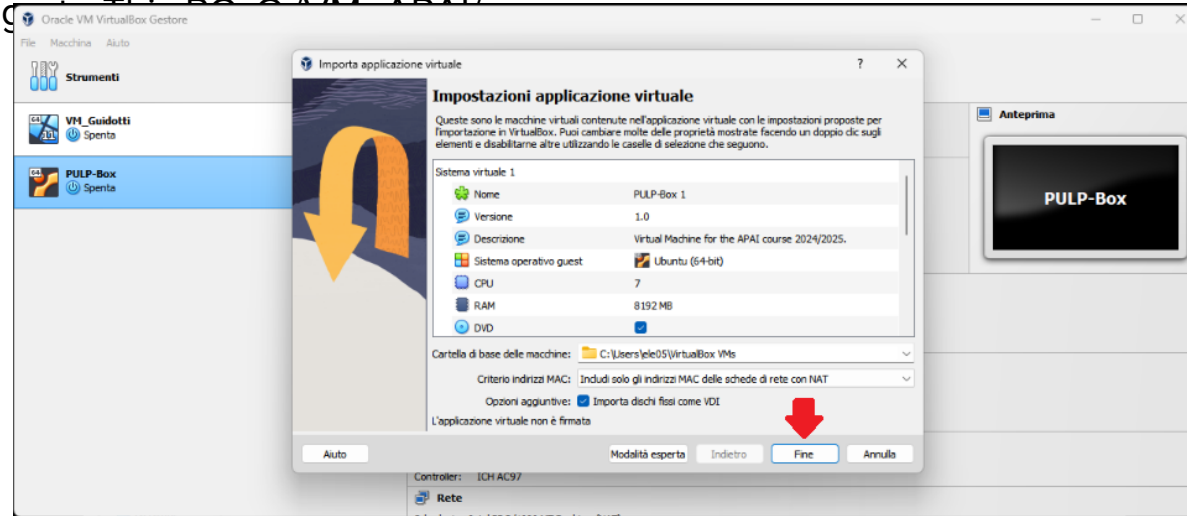 Oracle VM VirtualBox Gestore
File Macchina Aiuto
Strumenti
VM_Guidotti
Spenta
PULP-Box
Spenta
Importa applicazione virtuale
Impostazioni applicazione virtuale
Queste sono le macchine virtuali contenute nell'applicazione virtuale con le impostazioni proposte per
l'importazione in VirtualBox. Puoi cambiare molte delle proprietà mostrate facendo un doppio clic sugli
elementi e disabilitarne altre utilizzando le caselle di selezione che seguono.
Sistema virtuale 1
Nome PULP-Box 1
Versione 1.0
Descrizione Virtual Machine for the APAI course 2024/2025.
Sistema operativo guest Ubuntu (64-bit)
CPU 7
RAM 8192 MB
DVD
Cartella di base delle macchine: C:\Users\ele05\VirtualBox VMs
Criterio indirizzi MAC: Includi solo gli indirizzi MAC delle schede di rete con NAT
Opzioni aggiuntive: Importa dischi fissi come VDI
L'applicazione virtuale non è firmata
Aiuto Modalità esperta Indietro Fine Annulla
Anteprima
PULP-Box
Controller: ICH AC97
Rete